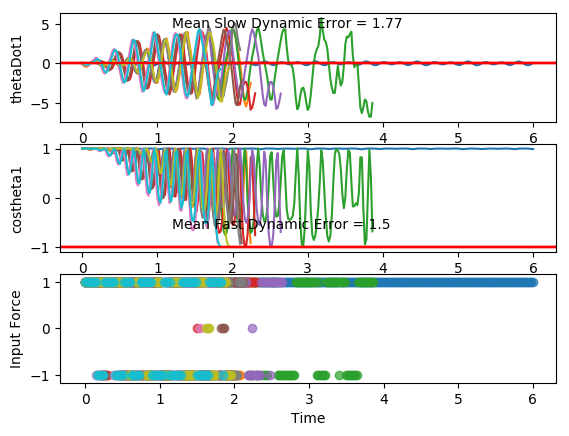 Mean Slow Dynamic Error = 1.77
thetaDot1
5
0
−5
0 1 2 3 4 5 6
costheta1
1
0
−1
Mean Fast Dynamic Error = 1.5
0 1 2 3 4 5 6
Input Force
1
0
−1
0 1 2 3 4 5 6
Time